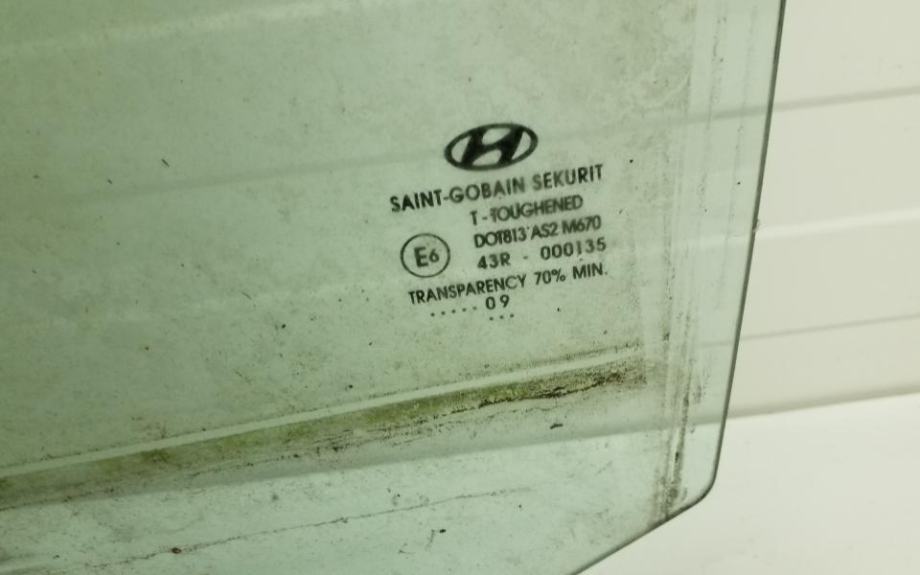 SAINT-GOBAIN SEKURIT
T-TOUGHENED
DOT813 AS2 M670
E6 43R - 000135
TRANSPARENCY 70% MIN.
.....09
...